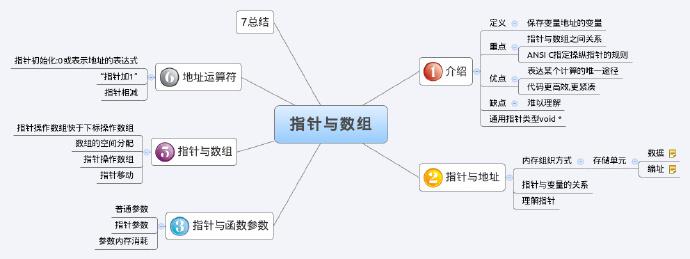 指针与数组
1 介绍
定义
保存变量地址的变量
重点
指针与数组之间关系
ANSI C指定操纵指针的规则
优点
表达某个计算的唯一途径
代码更高效,更紧凑
缺点
难以理解
通用指针类型void *
2 指针与地址
内存组织方式
存储单元
数据
编址
指针与变量的关系
理解指针
3 指针与函数参数
普通参数
指针参数
参数内存消耗
5 指针与数组
指针操作数组快于下标操作数组
数组的空间分配
指针操作数组
指针移动
6 地址运算符
指针初始化:0或表示地址的表达式
“指针加1”
指针相减
7总结